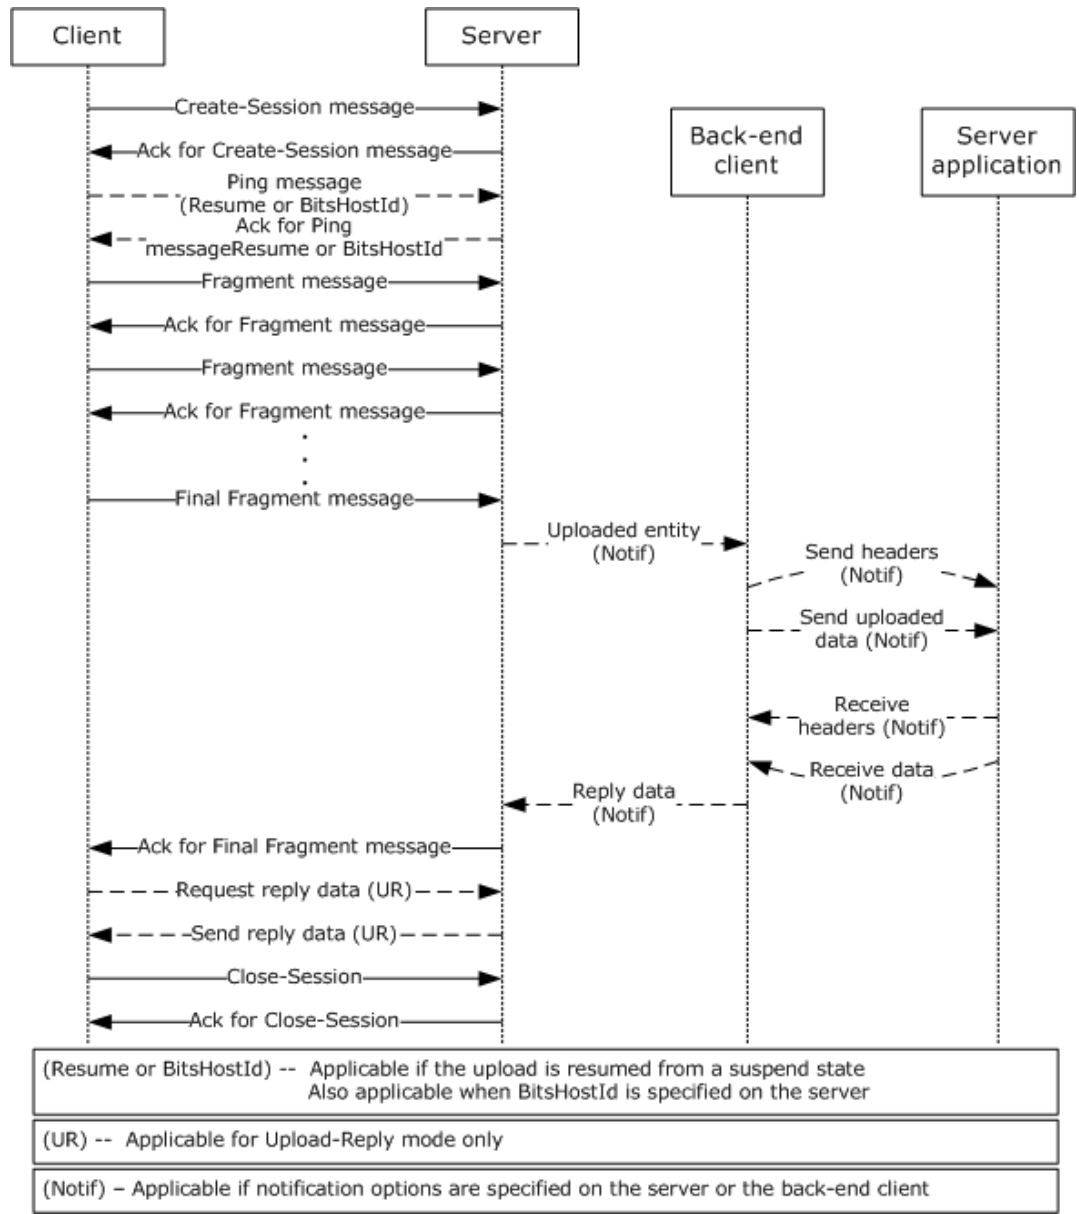 Client
Server
Create-Session message
Ack for Create-Session message
Back-end
client
Server
application
Ping message
(Resume or BitsHostId)
Ack for Ping
messageResume or BitsHostId
Fragment message
Ack for Fragment message
Fragment message
Ack for Fragment message
Final Fragment message
Uploaded entity
(Notif)
Send headers
(Notif)
Send uploaded
data (Notif)
Receive
headers (Notif)
Receive data
(Notif)
Reply data
(Notif)
Ack for Final Fragment message
Request reply data (UR)
Send reply data (UR)
Close-Session
Ack for Close-Session
(Resume or BitsHostId) -- Applicable if the upload is resumed from a suspend state
Also applicable when BitsHostId is specified on the server
(UR) -- Applicable for Upload-Reply mode only
(Notif) – Applicable if notification options are specified on the server or the back-end client